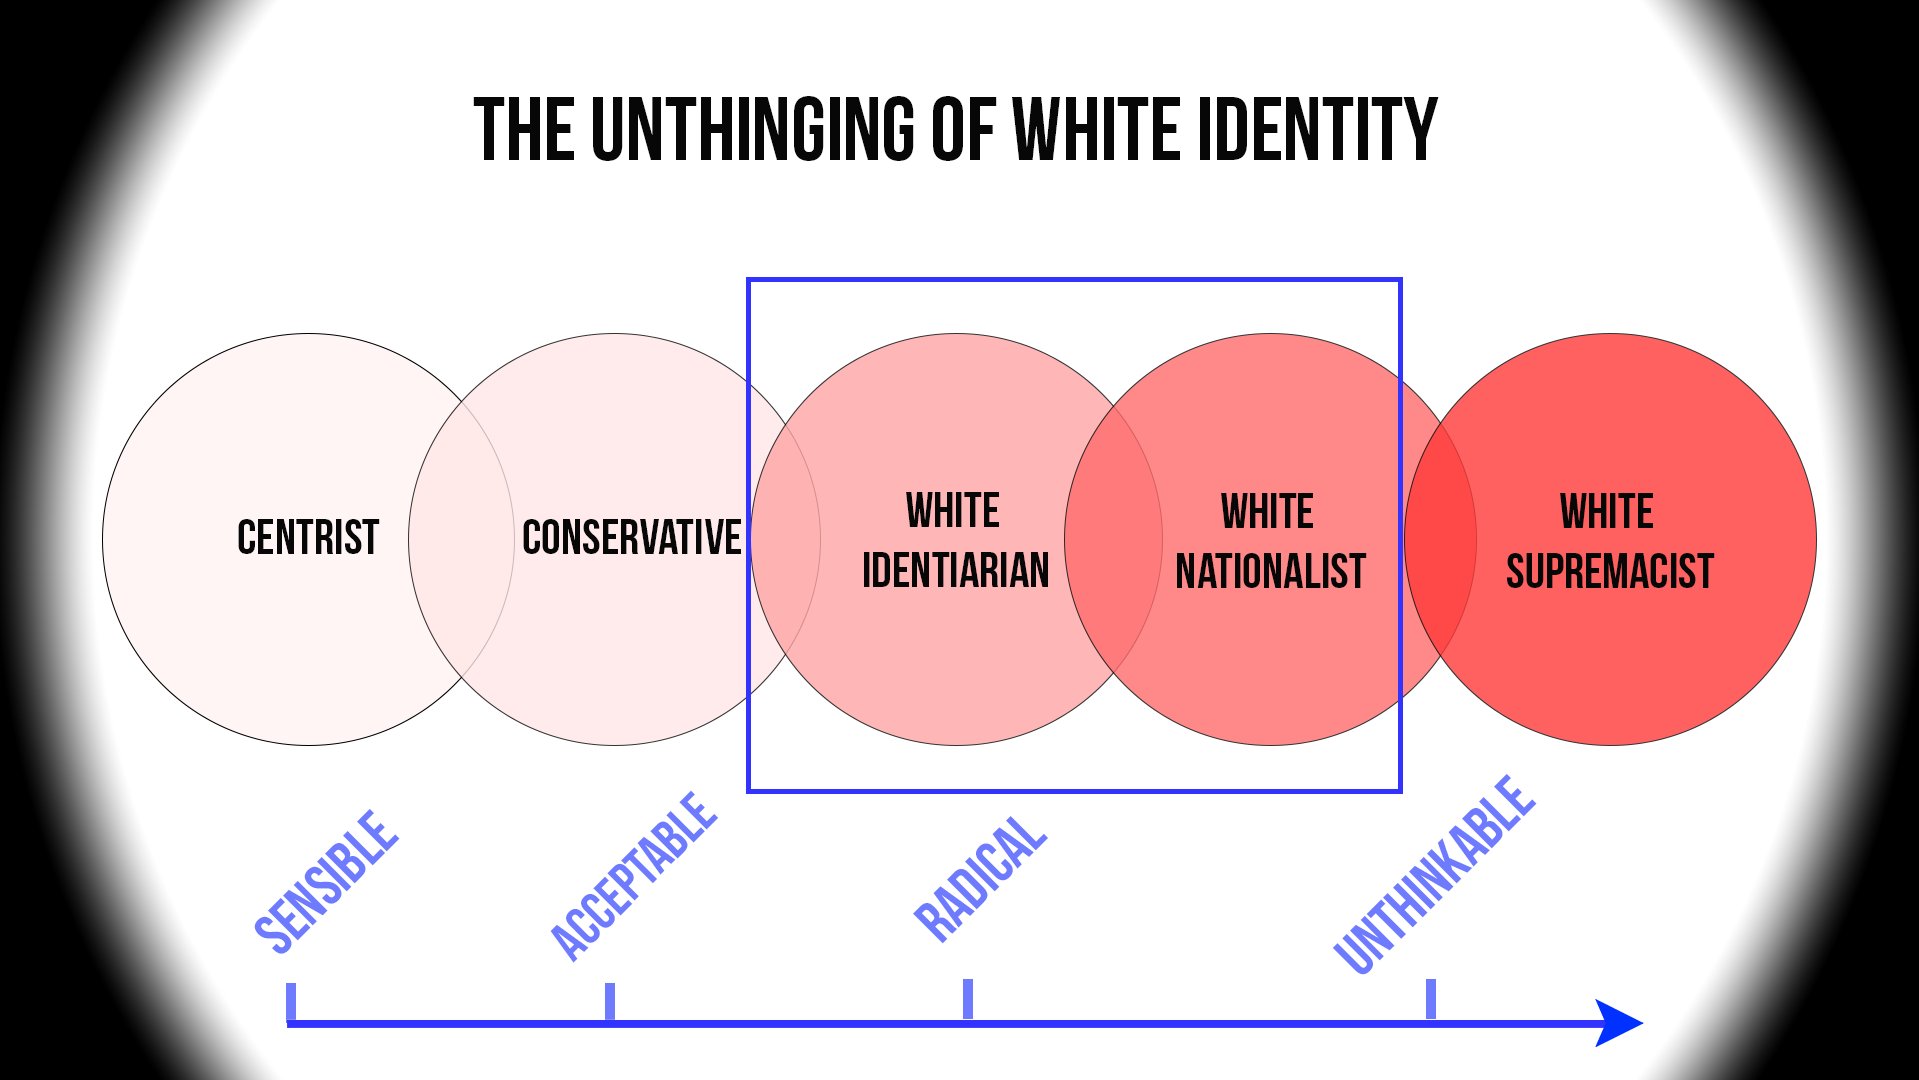 THE UNTHINGING OF WHITE IDENTITY
CENTRIST
CONSERVATIVE
WHITE
IDENTIARIAN
WHITE
NATIONALIST
WHITE
SUPREMACIST
SENSIBLE
ACCEPTABLE
RADICAL
UNTHINKABLE